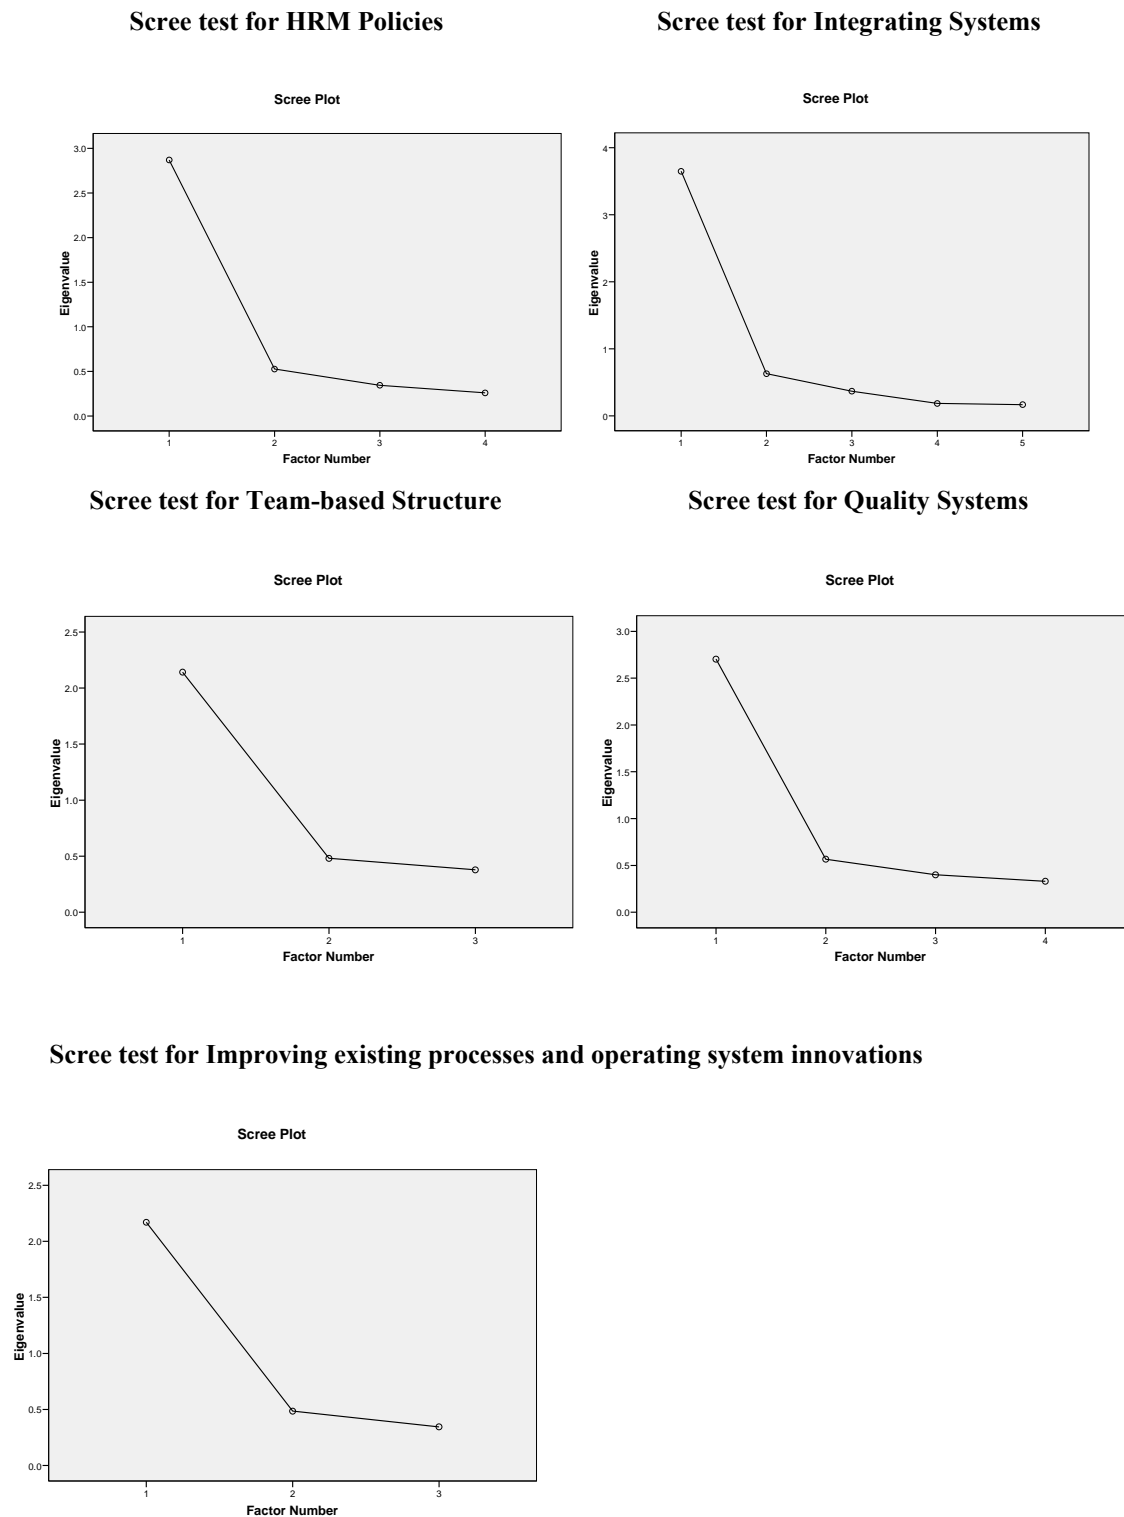 Scree test for HRM Policies
Scree Plot
Eigenvalue
3.0
2.5
2.0
1.5
1.0
0.5
0.0
1 2 3 4
Factor Number
Scree test for Integrating Systems
Scree Plot
Eigenvalue
4
3
2
1
0
1 2 3 4 5
Factor Number
Scree test for Team-based Structure
Scree Plot
Eigenvalue
2.5
2.0
1.5
1.0
0.5
0.0
1 2 3
Factor Number
Scree test for Quality Systems
Scree Plot
Eigenvalue
3.0
2.5
2.0
1.5
1.0
0.5
0.0
1 2 3 4
Factor Number
Scree test for Improving existing processes and operating system innovations
Scree Plot
Eigenvalue
2.5
2.0
1.5
1.0
0.5
0.0
1 2 3
Factor Number